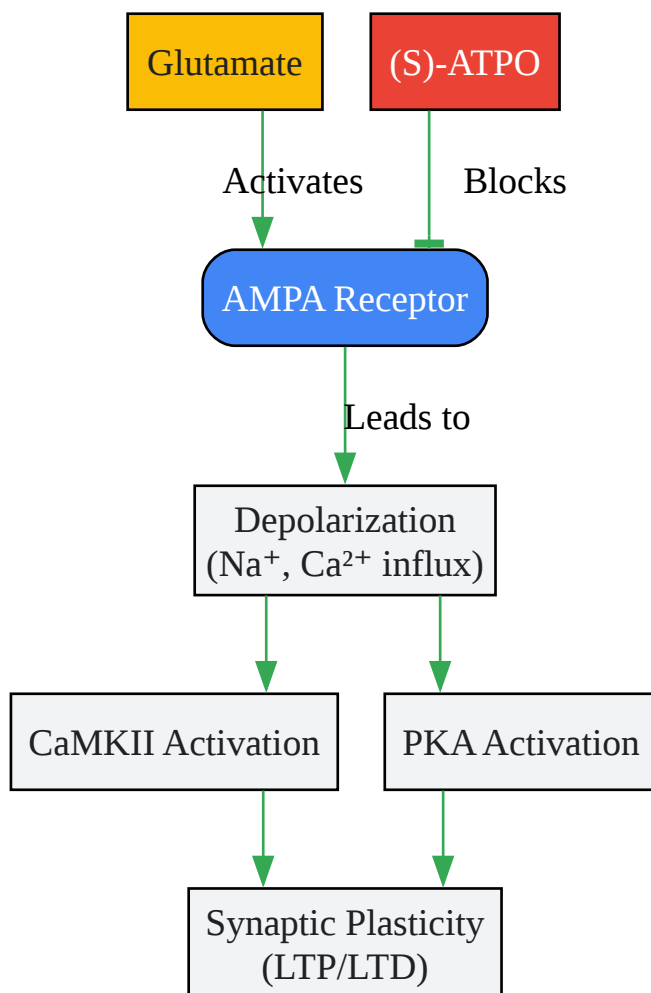 Glutamate
(S)-ATPO
Activates
Blocks
AMPA Receptor
Leads to
Depolarization
(Na⁺, Ca²⁺ influx)
CaMKII Activation
PKA Activation
Synaptic Plasticity
(LTP/LTD)